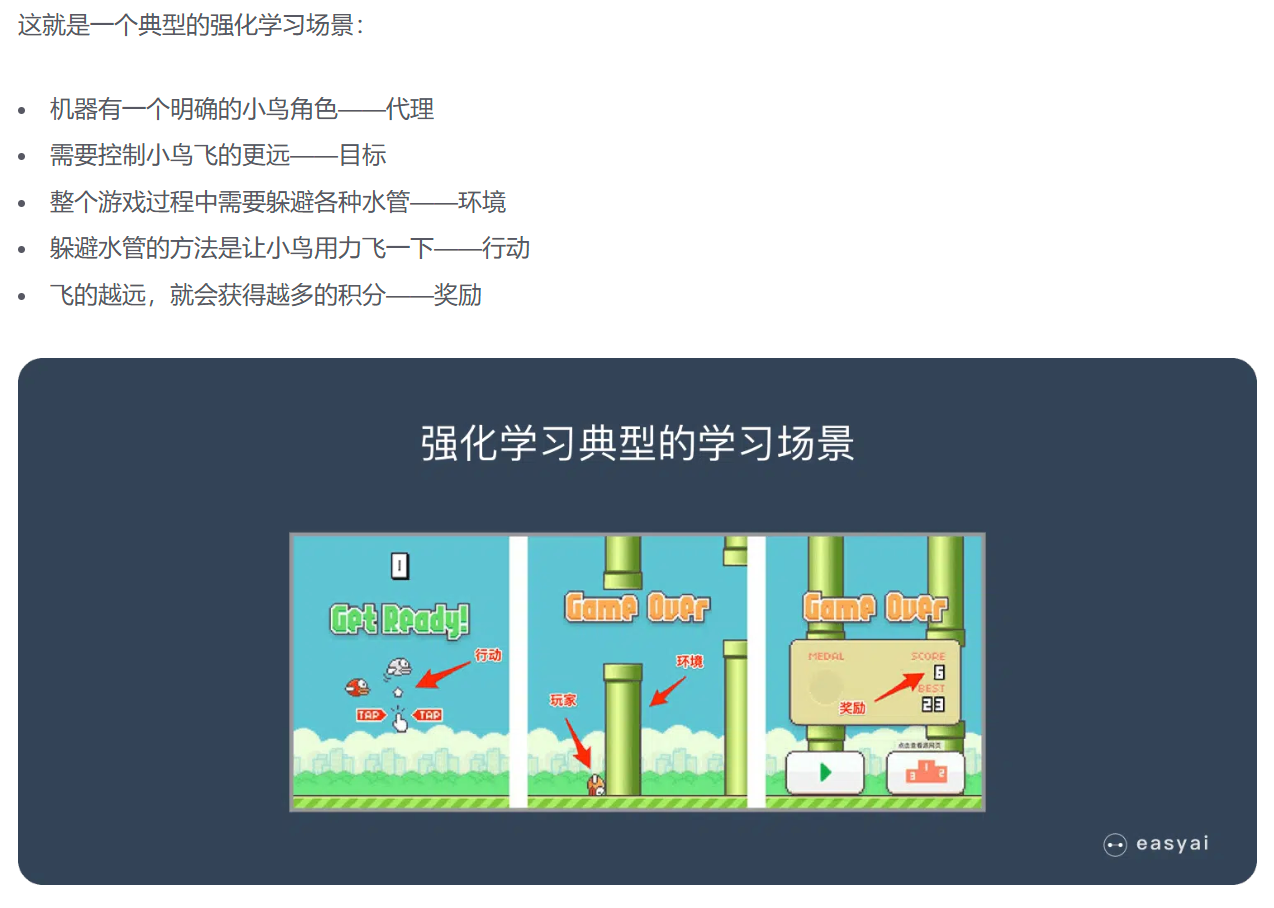 这就是一个典型的强化学习场景：
机器有一个明确的小鸟角色——代理
需要控制小鸟飞的更远——目标
整个游戏过程中需要躲避各种水管——环境
躲避水管的方法是让小鸟用力飞一下——行动
飞的越远，就会获得越多的积分——奖励
强化学习典型的学习场景
Get Ready!
行动
TAP TAP
Game Over
环境
玩家
Game Over
MEDAL SCORE
6
BEST
23
奖励
3 1 2
easyai